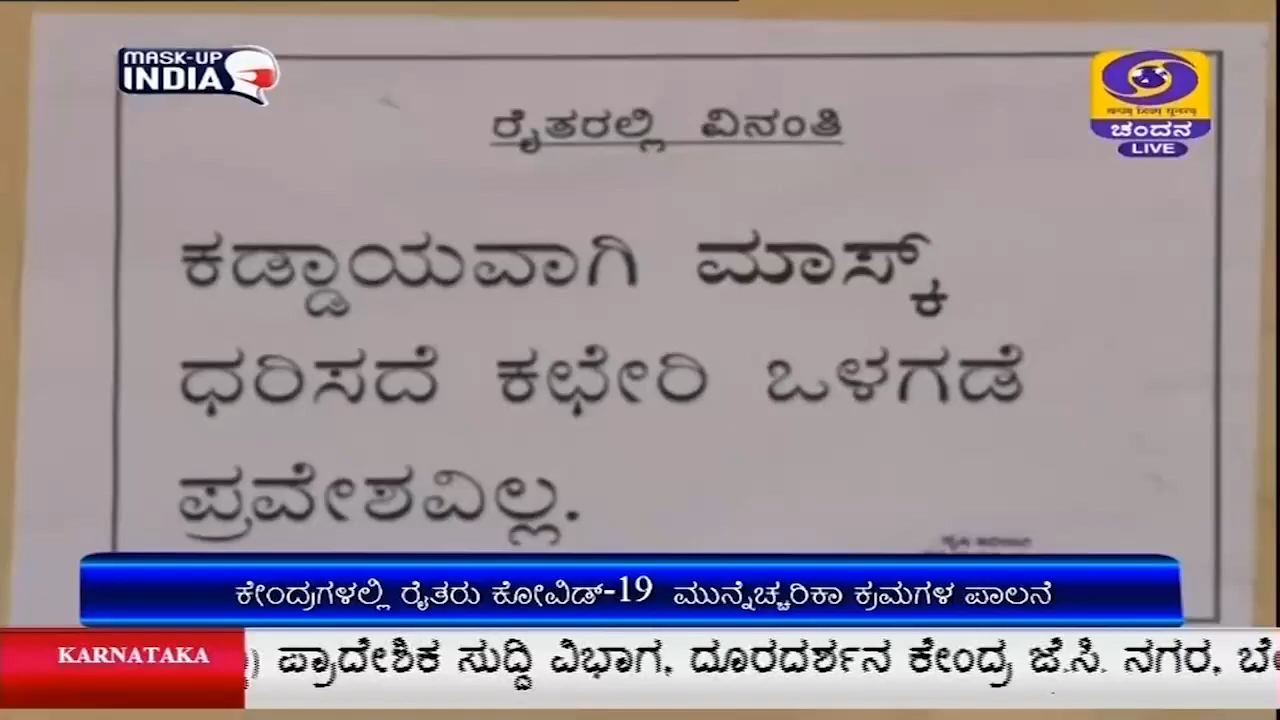 MASK-UP
INDIA
ಚಂದನ
LIVE
ರೈತರಲ್ಲಿ ವಿನಂತಿ
ಕಡ್ಡಾಯವಾಗಿ ಮಾಸ್ಕ್
ಧರಿಸದೆ ಕಛೇರಿ ಒಳಗಡೆ
ಪ್ರವೇಶವಿಲ್ಲ.
ಕೇಂದ್ರಗಳಲ್ಲಿ ರೈತರು ಕೋವಿಡ್-19 ಮುನ್ನೆಚ್ಚರಿಕಾ ಕ್ರಮಗಳ ಪಾಲನೆ
KARNATAKA
ಪ್ರಾದೇಶಿಕ ಸುದ್ದಿ ವಿಭಾಗ, ದೂರದರ್ಶನ ಕೇಂದ್ರ ಜೆ.ಸಿ. ನಗರ,